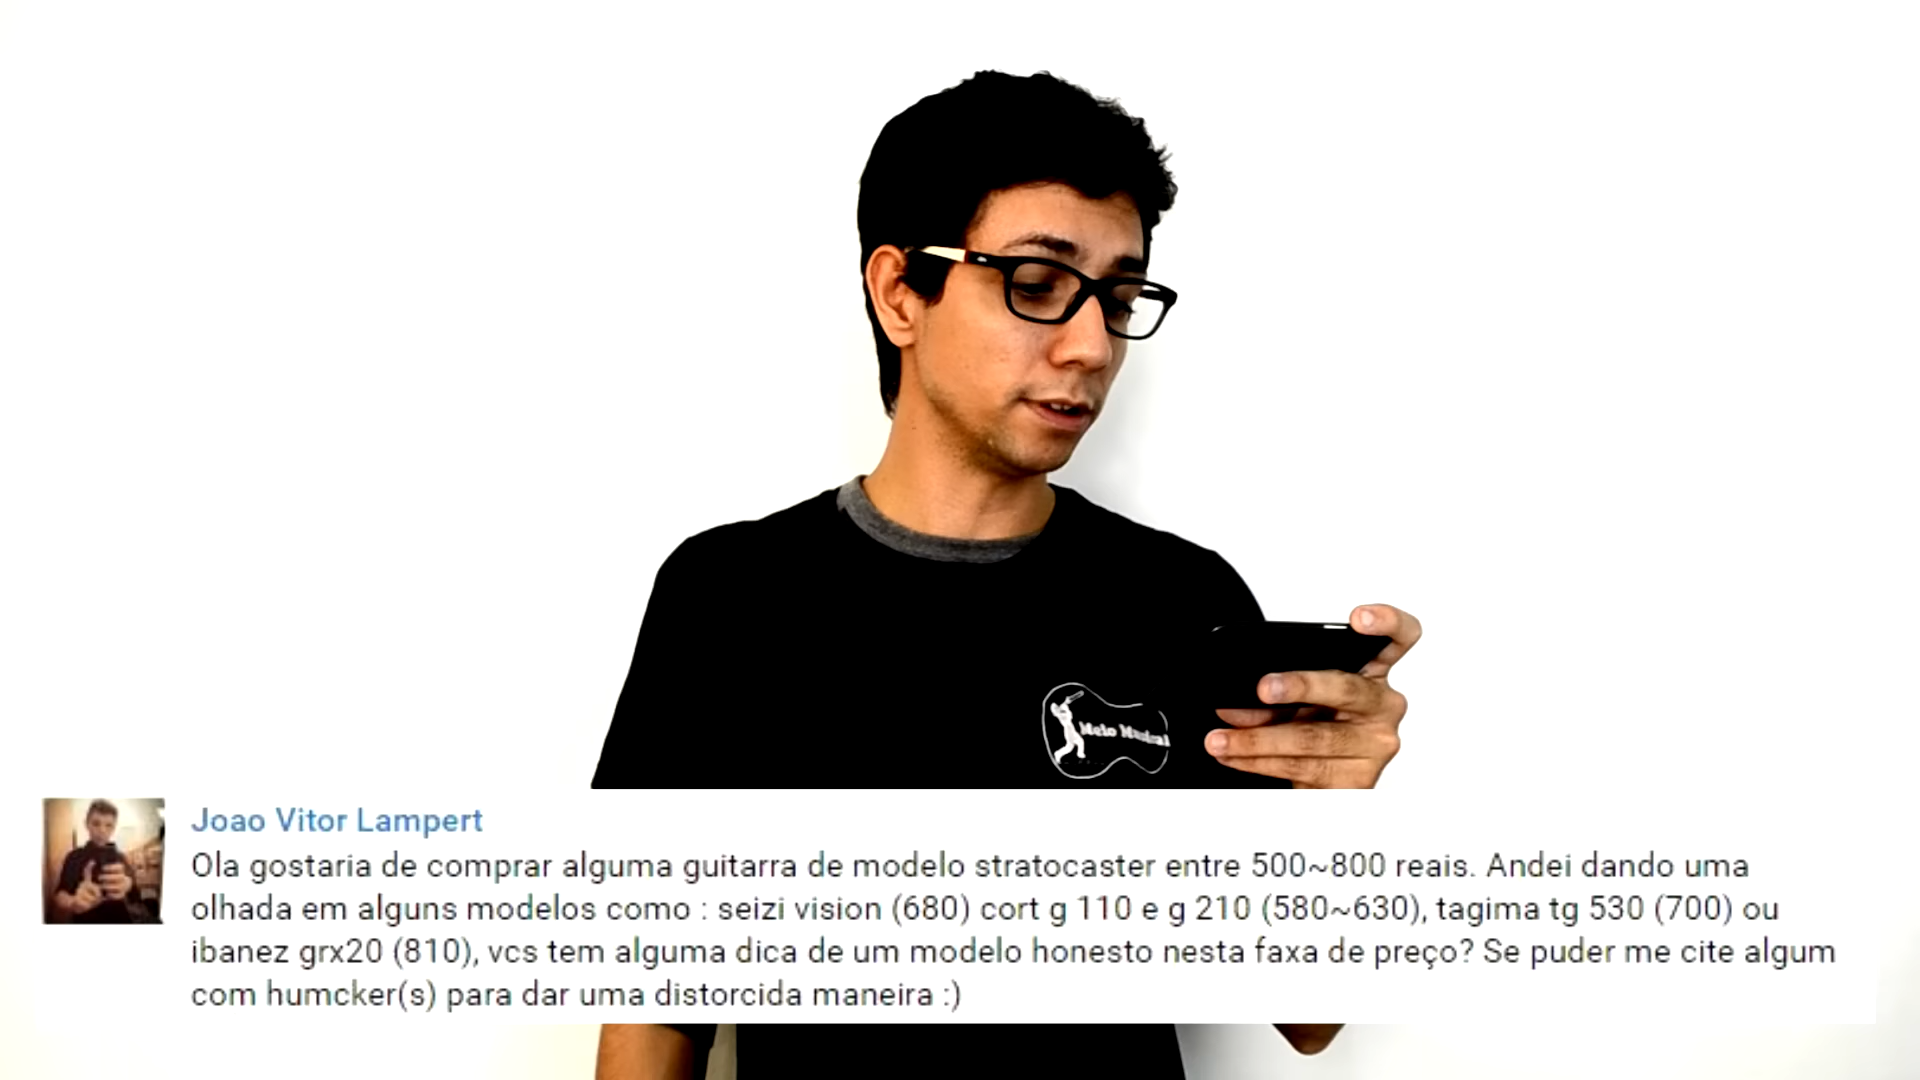 Melo Musical
Joao Vitor Lampert
Ola gostaria de comprar alguma guitarra de modelo stratocaster entre 500~800 reais. Andei dando uma
olhada em alguns modelos como : seizi vision (680) cort g 110 e g 210 (580~630), tagima tg 530 (700) ou
ibanez grx20 (810), vcs tem alguma dica de um modelo honesto nesta faxa de preço? Se puder me cite algum
com humcker(s) para dar uma distorcida maneira :)